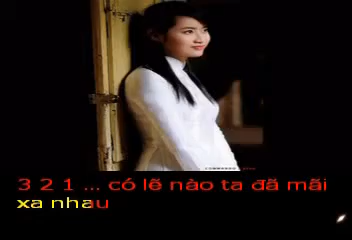 3 2 1 ... có lẽ nào ta đã mãi
xa nhau